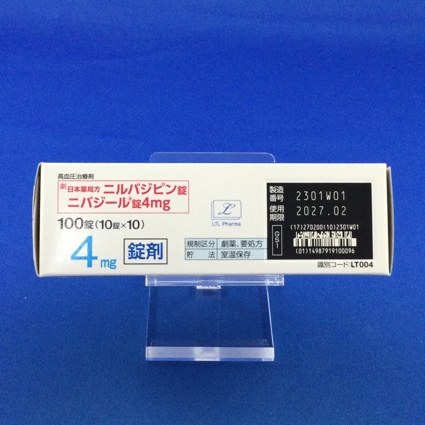 高血圧治療剤
劇 日本薬局方 ニルバジピン錠
ニバジール®錠4mg
100錠(10錠×10)
4mg 錠剤
L
LTL Pharma
規制区分 劇薬、要処方
貯 法 室温保存
製造番号 2301W01
使用期限 2027.02
GS1
(17)270200(10)2301W01
(01)14987919100096
識別コード:LT004